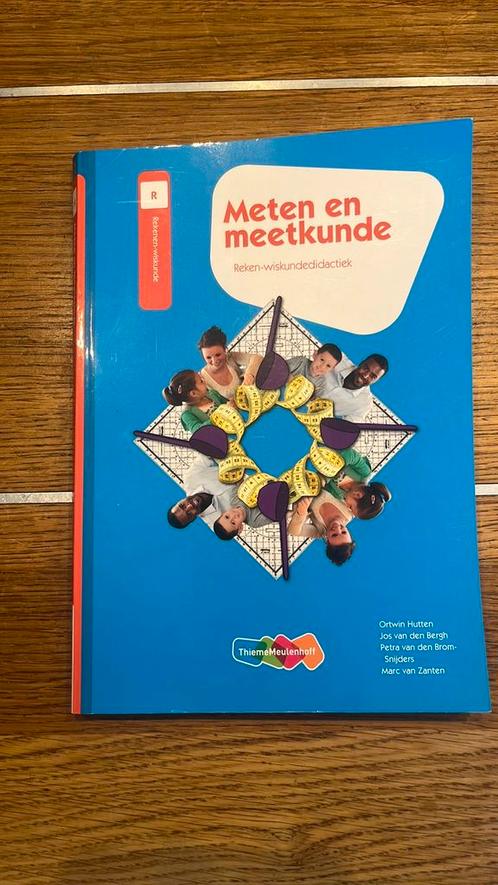 R
Rekenen-wiskunde
Meten en
meetkunde
Reken-wiskundedidactiek
Ortwin Hutten
Jos van den Bergh
Petra van den Brom-
Snijders
Marc van Zanten
ThiemeMeulenhoff